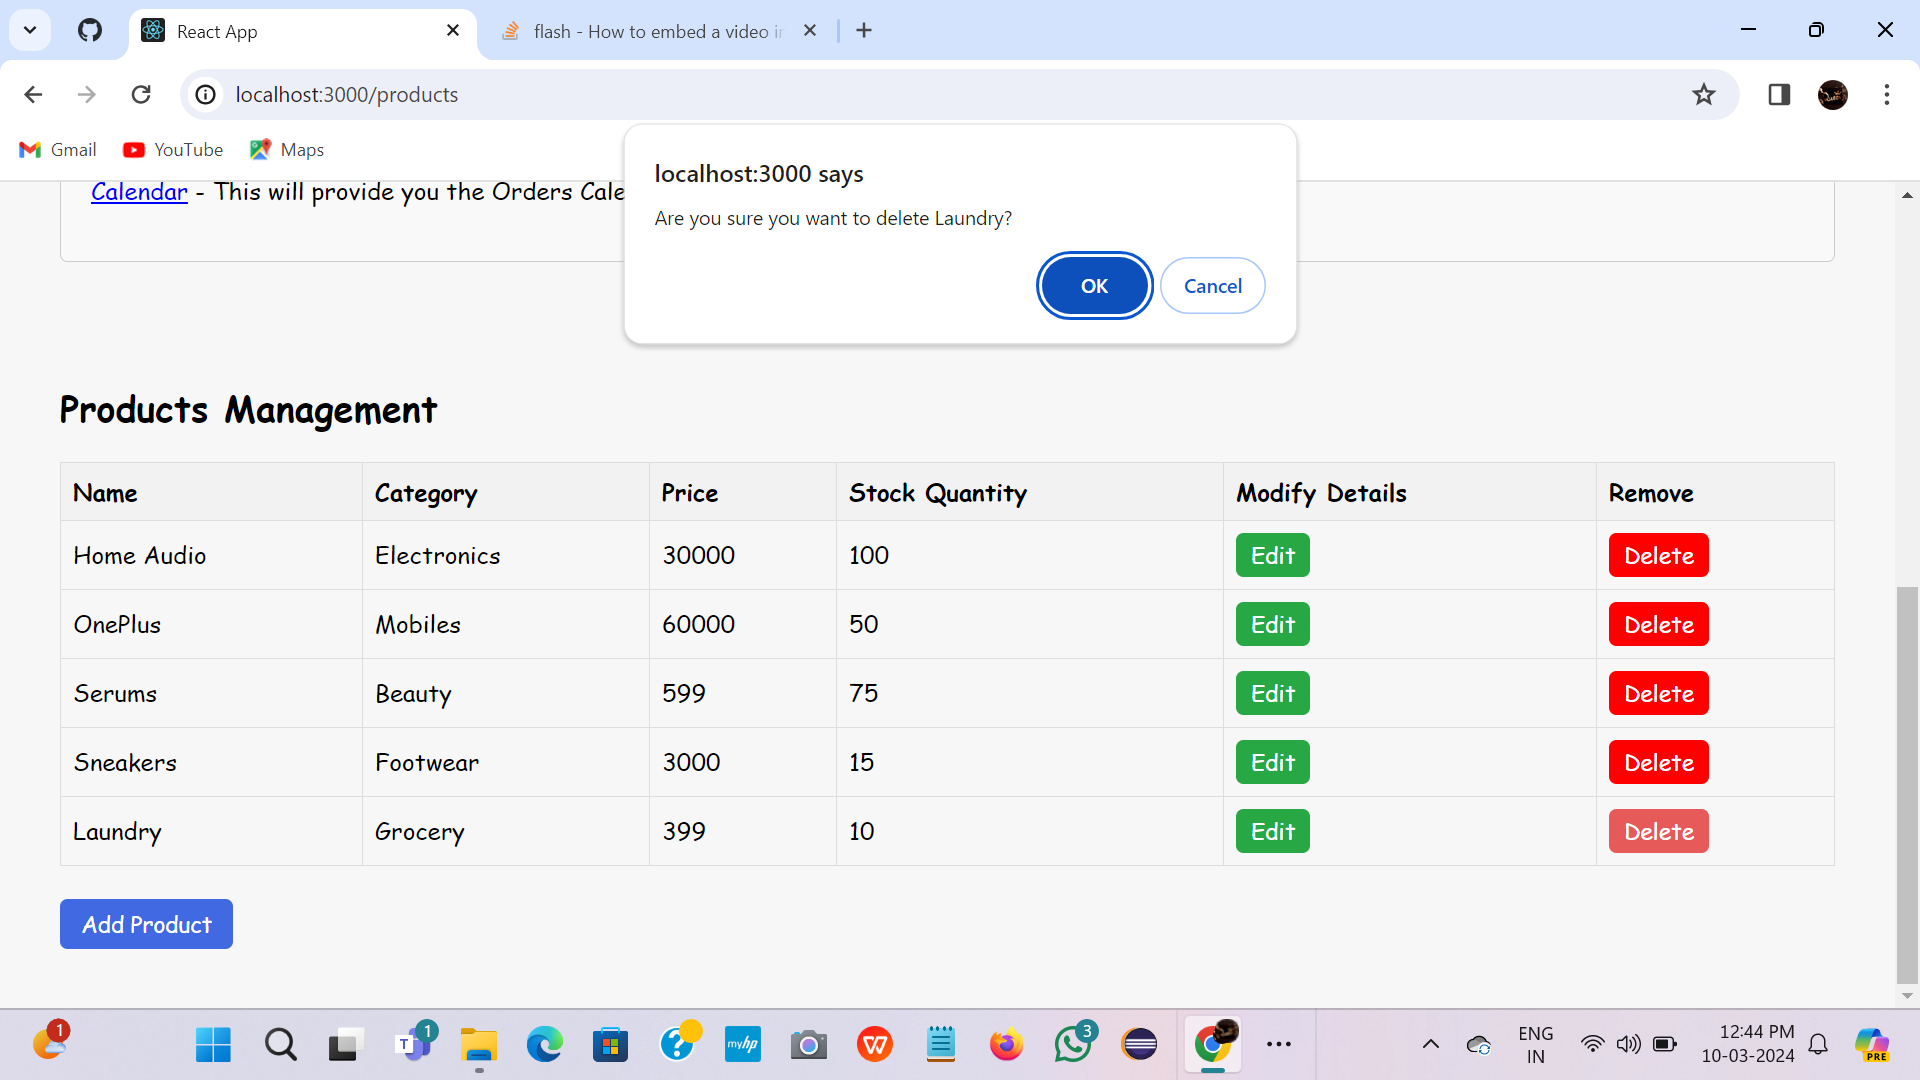 React App
flash - How to embed a video i
localhost:3000/products
Gmail
YouTube
Maps
localhost:3000 says
Are you sure you want to delete Laundry?
OK
Cancel
Calendar - This will provide you the Orders Cale
Products Management
Name Category Price Stock Quantity Modify Details Remove
Home Audio Electronics 30000 100 Edit Delete
OnePlus Mobiles 60000 50 Edit Delete
Serums Beauty 599 75 Edit Delete
Sneakers Footwear 3000 15 Edit Delete
Laundry Grocery 399 10 Edit Delete
Add Product
1
T
1
?
myhp
W
3
ENG
IN
12:44 PM
10-03-2024
PRE